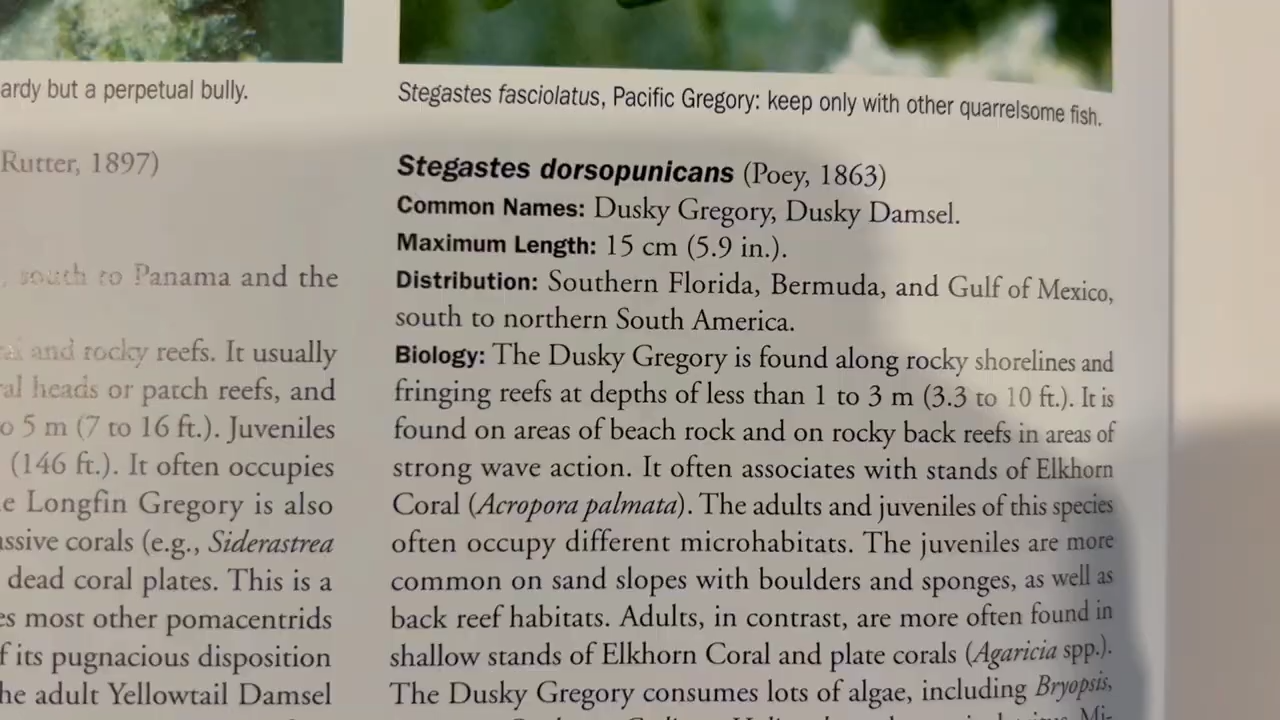 ardy but a perpetual bully.
Rutter, 1897)
, south to Panama and the
and rocky reefs. It usually
al heads or patch reefs, and
o 5 m (7 to 16 ft.). Juveniles
(146 ft.). It often occupies
e Longfin Gregory is also
assive corals (e.g., Siderastrea
dead coral plates. This is a
es most other pomacentrids
f its pugnacious disposition
he adult Yellowtail Damsel
Stegastes fasciolatus, Pacific Gregory: keep only with other quarrelsome fish.
Stegastes dorsopunicans (Poey, 1863)
Common Names: Dusky Gregory, Dusky Damsel.
Maximum Length: 15 cm (5.9 in.).
Distribution: Southern Florida, Bermuda, and Gulf of Mexico,
south to northern South America.
Biology: The Dusky Gregory is found along rocky shorelines and
fringing reefs at depths of less than 1 to 3 m (3.3 to 10 ft.). It is
found on areas of beach rock and on rocky back reefs in areas of
strong wave action. It often associates with stands of Elkhorn
Coral (Acropora palmata). The adults and juveniles of this species
often occupy different microhabitats. The juveniles are more
common on sand slopes with boulders and sponges, as well as
back reef habitats. Adults, in contrast, are more often found in
shallow stands of Elkhorn Coral and plate corals (Agaricia spp.).
The Dusky Gregory consumes lots of algae, including Bryopsis,
Mi-